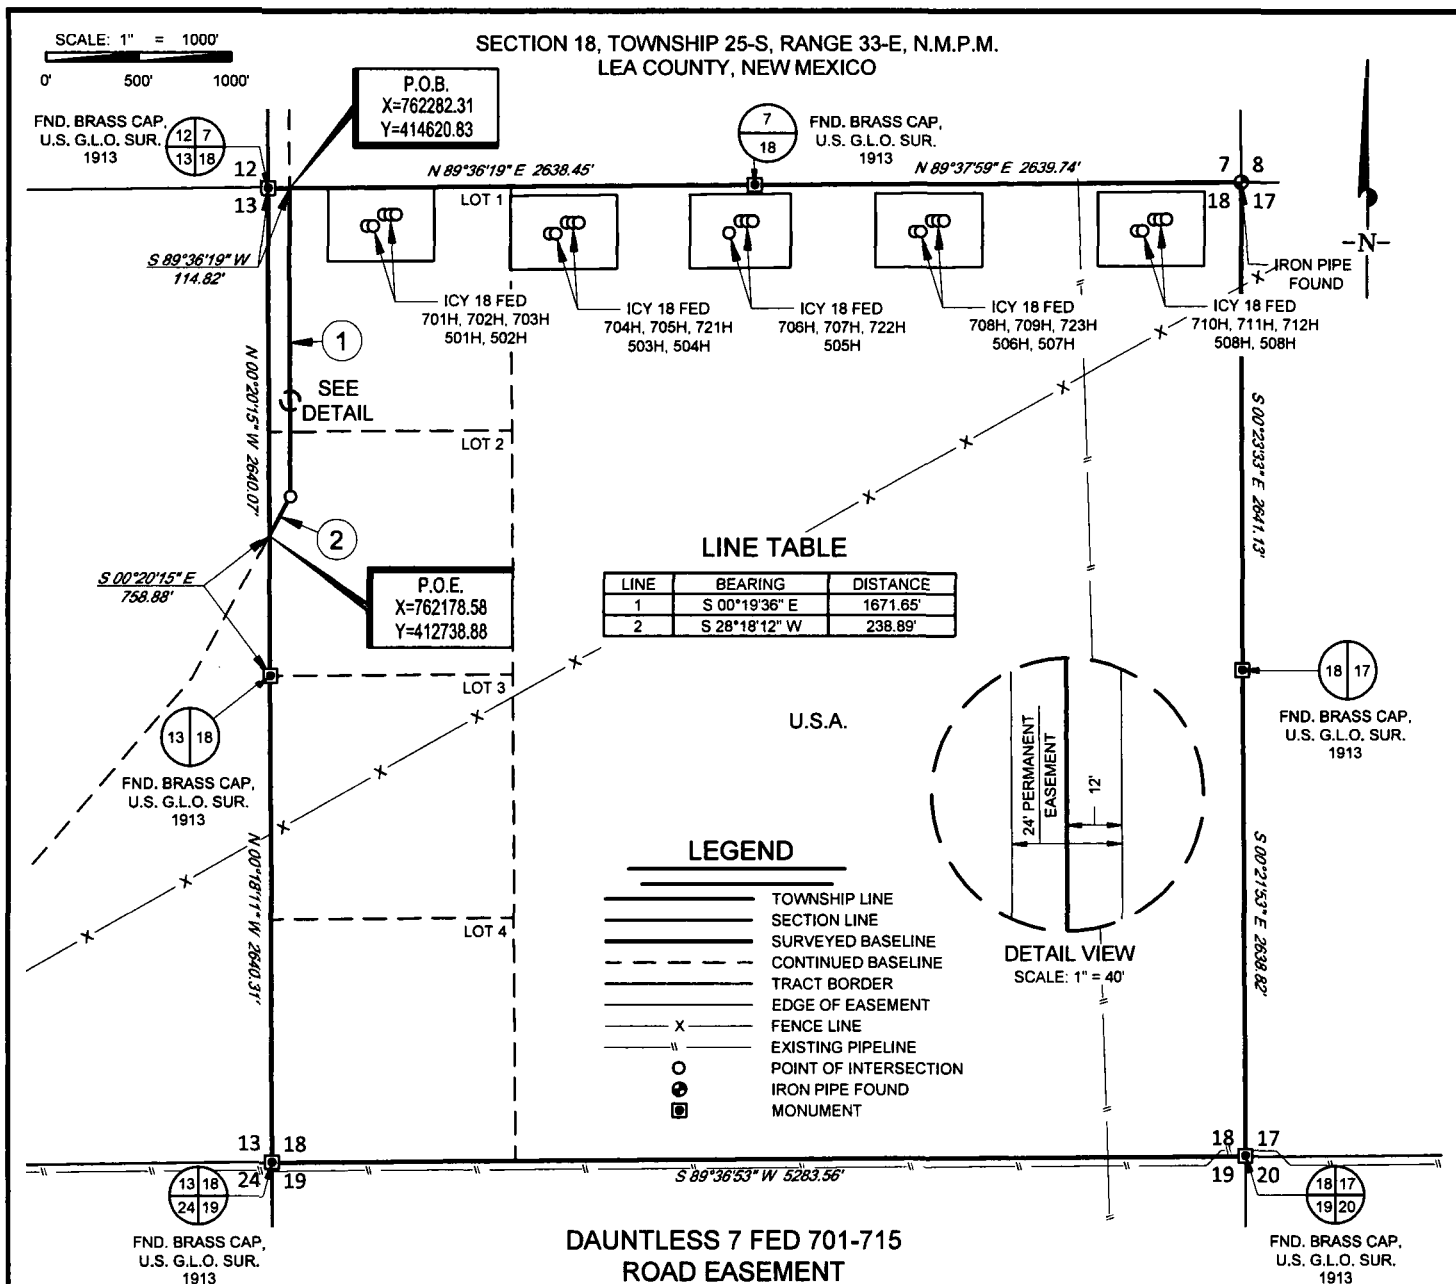 SCALE: 1" = 1000'
0' 500' 1000'
SECTION 18, TOWNSHIP 25-S, RANGE 33-E, N.M.P.M.
LEA COUNTY, NEW MEXICO
P.O.B.
X=762282.31
Y=414620.83
FND. BRASS CAP,
U.S. G.L.O. SUR.
1913
12 7
13 18
12
13
7
18
FND. BRASS CAP,
U.S. G.L.O. SUR.
1913
N 89°36'19" E 2638.45'
N 89°37'59" E 2639.74'
7 8
18 17
-N-
LOT 1
S 89°36'19" W
114.82'
IRON PIPE
FOUND
ICY 18 FED
701H, 702H, 703H
501H, 502H
ICY 18 FED
704H, 705H, 721H
503H, 504H
ICY 18 FED
706H, 707H, 722H
505H
ICY 18 FED
708H, 709H, 723H
506H, 507H
ICY 18 FED
710H, 711H, 712H
508H, 508H
1
SEE
DETAIL
N 00°20'15" W 2640.07'
S 00°23'33" E 2641.13'
LOT 2
2
S 00°20'15" E
758.88'
P.O.E.
X=762178.58
Y=412738.88
LINE TABLE
LINE BEARING DISTANCE
1 S 00°19'36" E 1671.65'
2 S 28°18'12" W 238.89'
LOT 3
13 18
FND. BRASS CAP,
U.S. G.L.O. SUR.
1913
U.S.A.
18 17
FND. BRASS CAP,
U.S. G.L.O. SUR.
1913
24' PERMANENT
EASEMENT
12'
DETAIL VIEW
SCALE: 1" = 40'
N 00°18'11" W 2640.31'
S 00°21'53" E 2638.82'
LOT 4
LEGEND
TOWNSHIP LINE
SECTION LINE
SURVEYED BASELINE
CONTINUED BASELINE
TRACT BORDER
EDGE OF EASEMENT
X FENCE LINE
EXISTING PIPELINE
POINT OF INTERSECTION
IRON PIPE FOUND
MONUMENT
13 18
24 19
13 18
24 19
FND. BRASS CAP,
U.S. G.L.O. SUR.
1913
S 89°36'53" W 5283.56'
18 17
19 20
18 17
19 20
FND. BRASS CAP,
U.S. G.L.O. SUR.
1913
DAUNTLESS 7 FED 701-715
ROAD EASEMENT